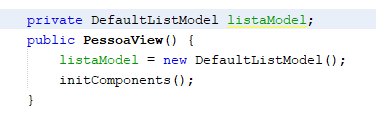 private DefaultListModel listaModel;
public PessoaView() {
listaModel = new DefaultListModel();
initComponents();
}